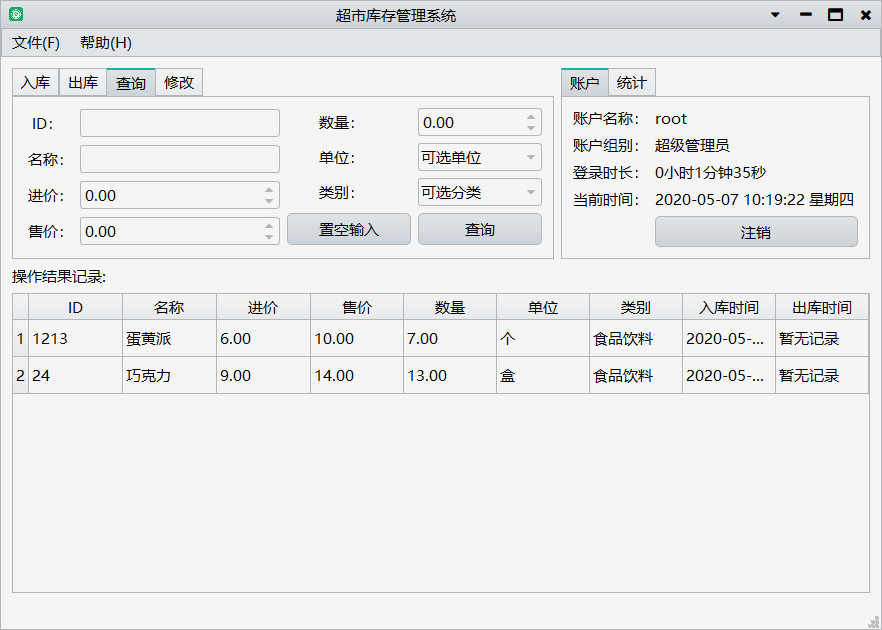 超市库存管理系统
文件(F) 帮助(H)
入库 出库 查询 修改
ID:
名称:
进价: 0.00
售价: 0.00
数量: 0.00
单位: 可选单位
类别: 可选分类
置空输入 查询
账户 统计
账户名称: root
账户组别: 超级管理员
登录时长: 0小时1分钟35秒
当前时间: 2020-05-07 10:19:22 星期四
注销
操作结果记录:
ID 名称 进价 售价 数量 单位 类别 入库时间 出库时间
1 1213 蛋黄派 6.00 10.00 7.00 个 食品饮料 2020-05-... 暂无记录
2 24 巧克力 9.00 14.00 13.00 盒 食品饮料 2020-05-... 暂无记录